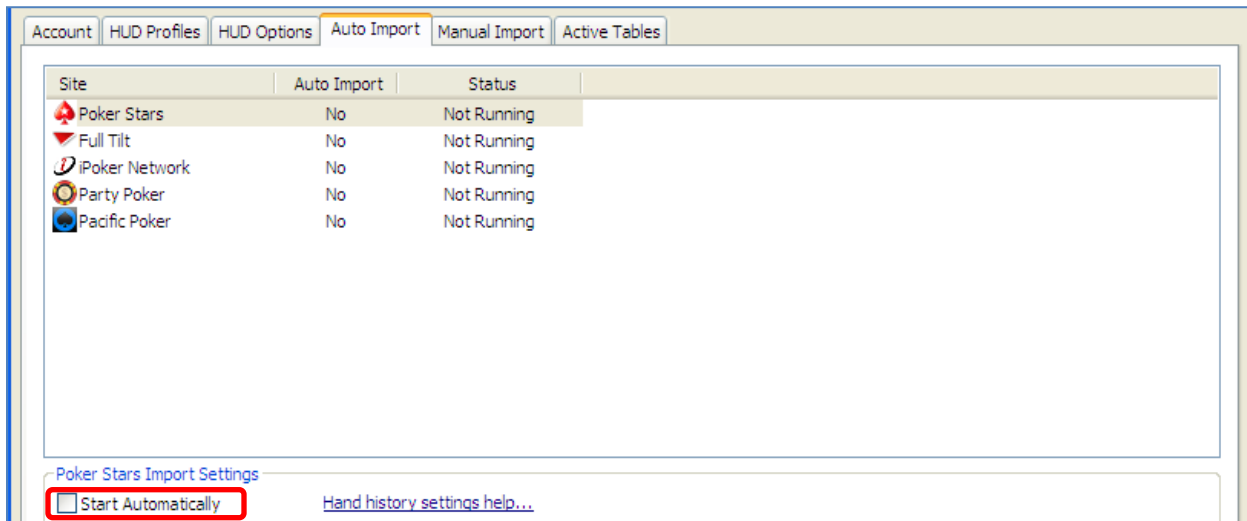 Account HUD Profiles HUD Options Auto Import Manual Import Active Tables
Site Auto Import Status
Poker Stars No Not Running
Full Tilt No Not Running
iPoker Network No Not Running
Party Poker No Not Running
Pacific Poker No Not Running
Poker Stars Import Settings
Start Automatically Hand history settings help...